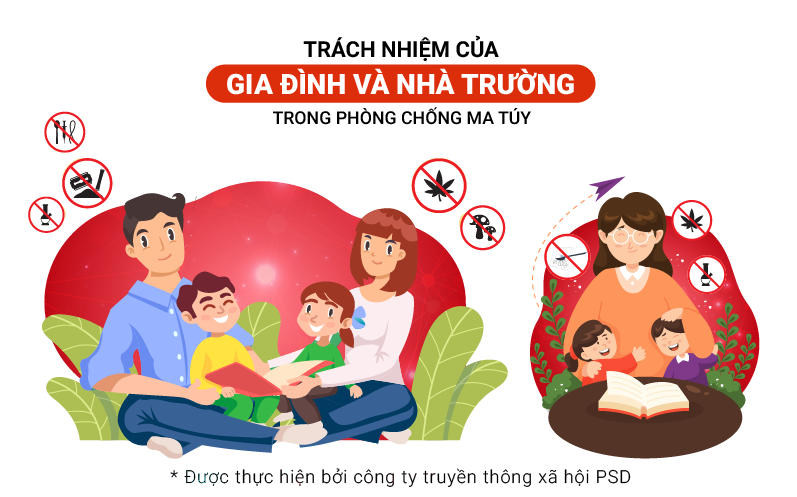 TRÁCH NHIỆM CỦA
GIA ĐÌNH VÀ NHÀ TRƯỜNG
TRONG PHÒNG CHỐNG MA TÚY
* Được thực hiện bởi công ty truyền thông xã hội PSD